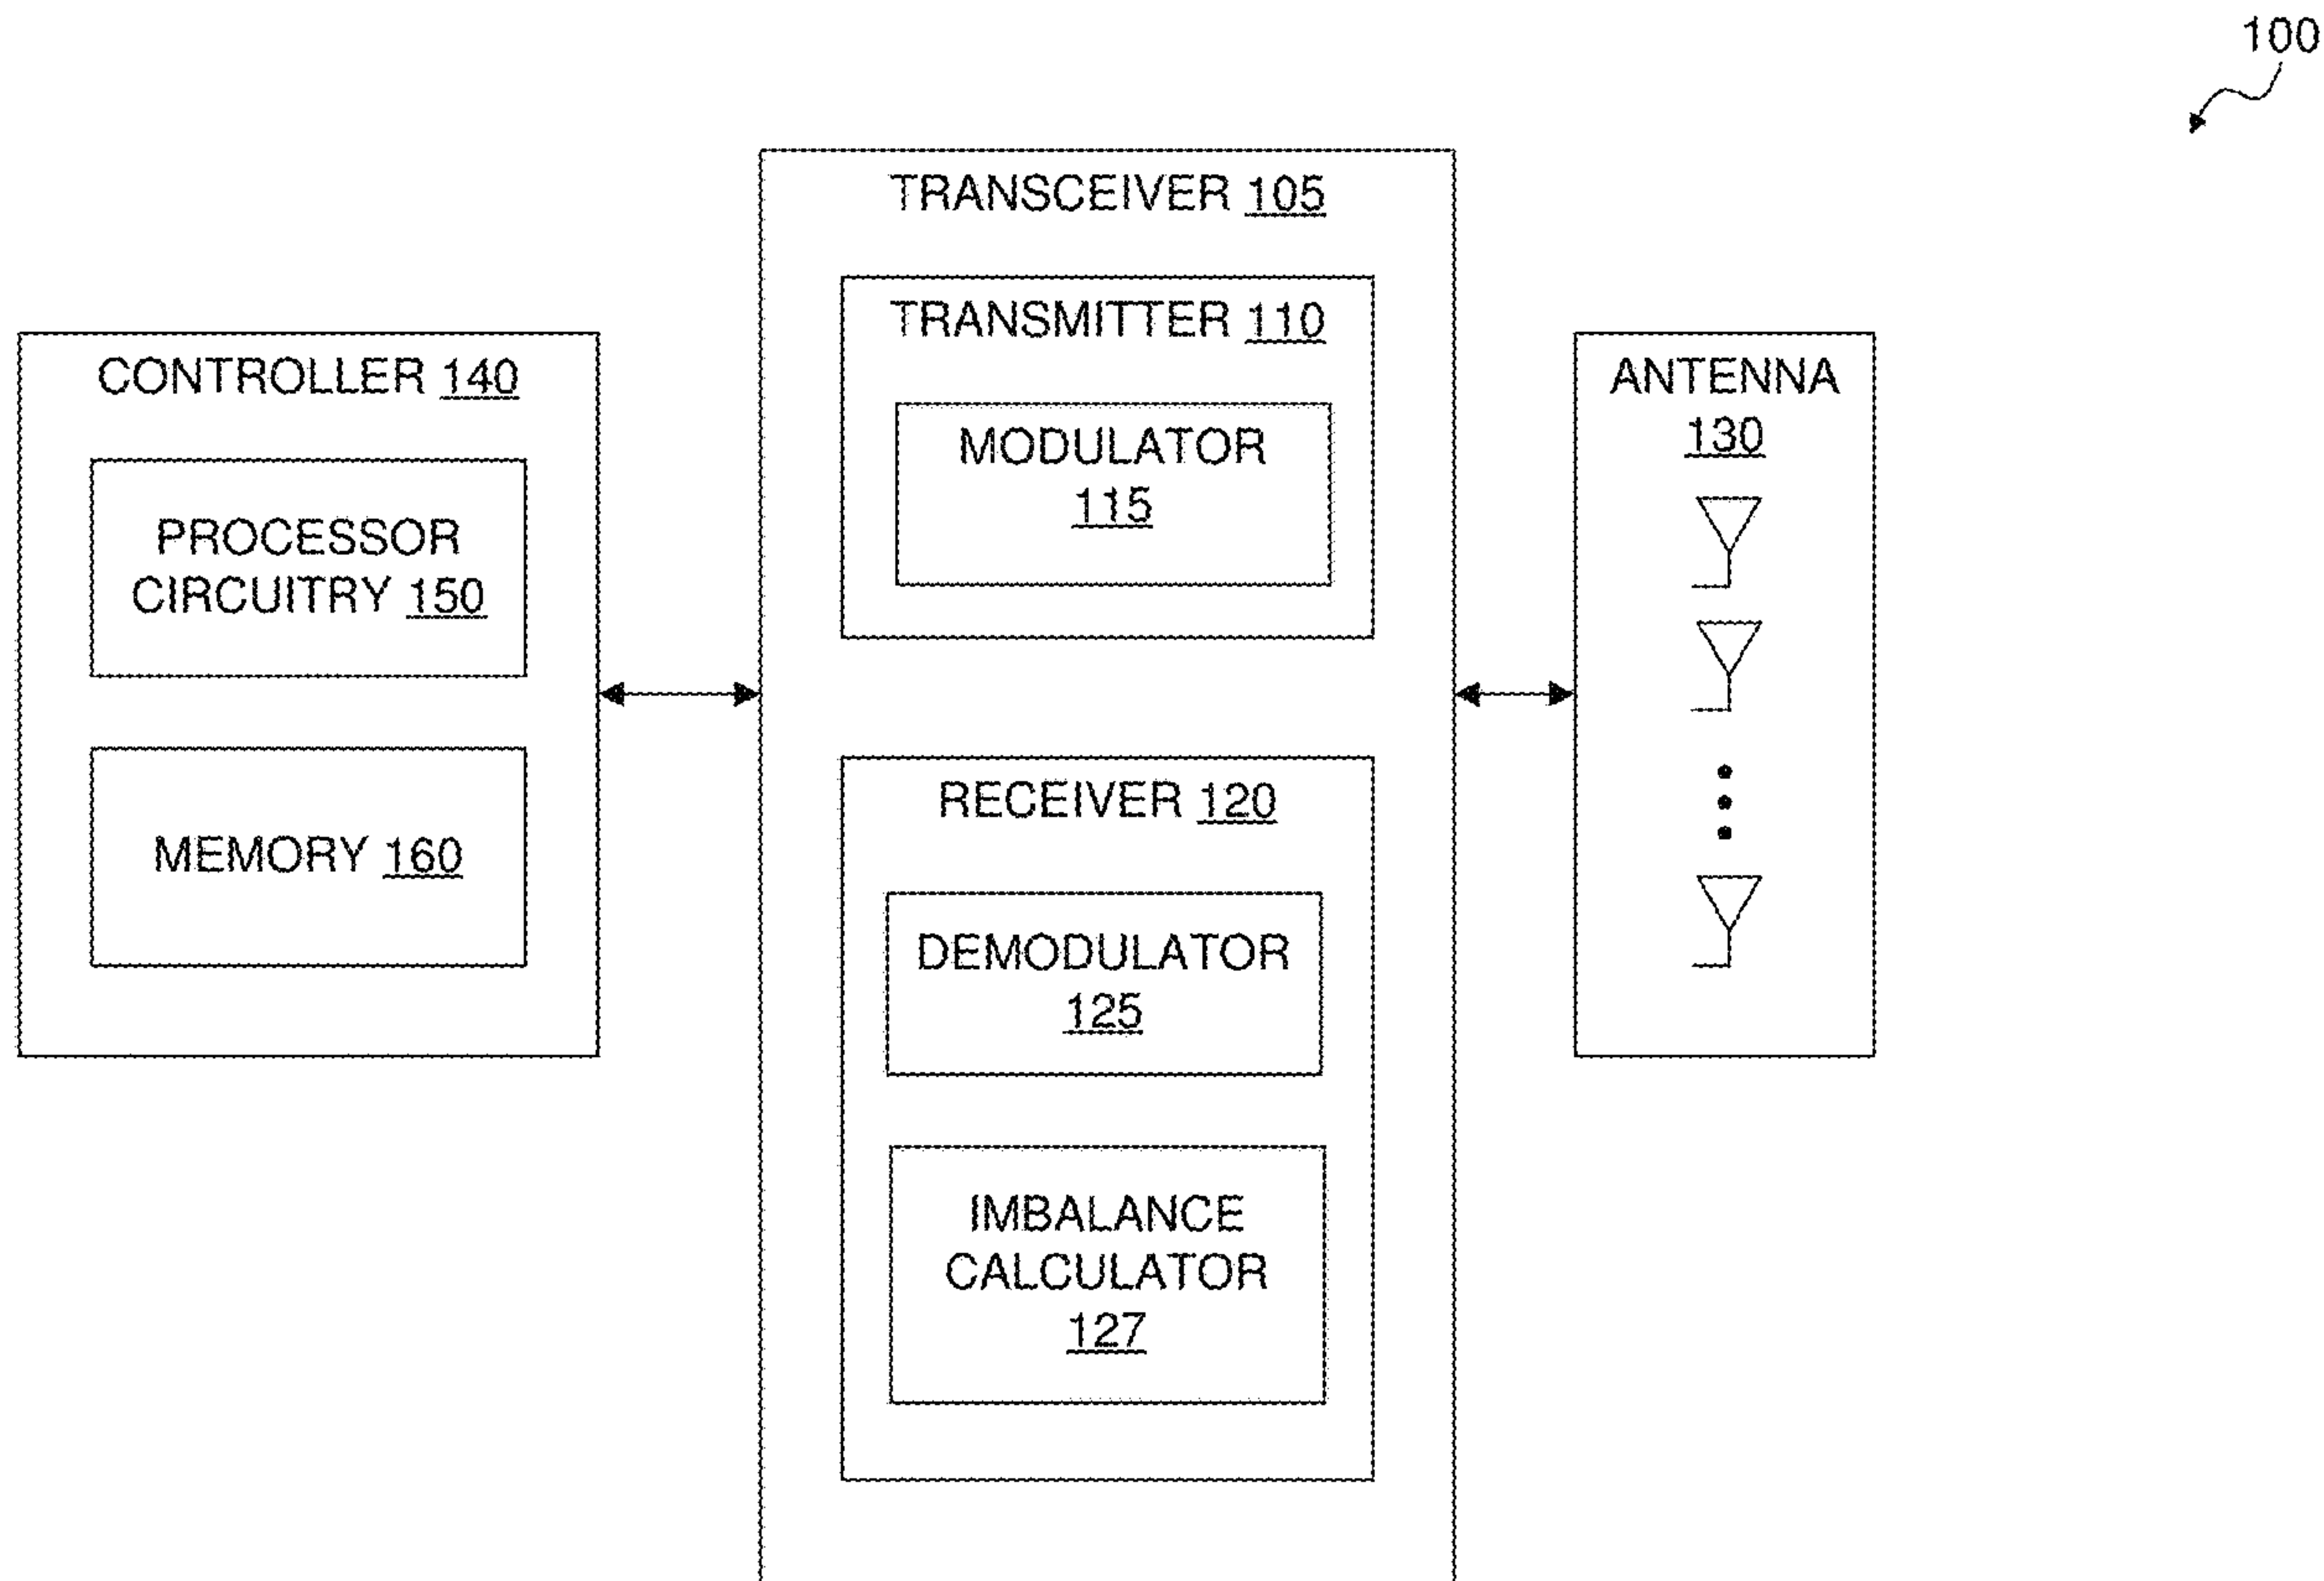 100
TRANSCEIVER 105
TRANSMITTER 110
MODULATOR
115
CONTROLLER 140
PROCESSOR
CIRCUITRY 150
MEMORY 160
RECEIVER 120
DEMODULATOR
125
IMBALANCE
CALCULATOR
127
ANTENNA
130